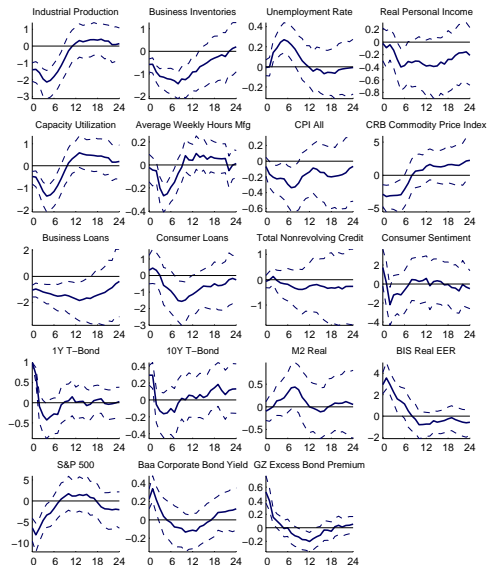 Industrial Production Business Inventories Unemployment Rate Real Personal Income
1 0 −1 −2 −3
0 −1 −2
0.4 0.2 0 −0.2
0.2 0 −0.2 −0.4 −0.6 −0.8
0 6 12 18 24 0 6 12 18 24 0 6 12 18 24 0 6 12 18 24
Capacity Utilization Average Weekly Hours Mfg CPI All CRB Commodity Price Index
1 0 −1 −2
0.2 0 −0.2 −0.4
0.2 0 −0.2 −0.4 −0.6
5 0 −5
0 6 12 18 24 0 6 12 18 24 0 6 12 18 24 0 6 12 18 24
Business Loans Consumer Loans Total Nonrevolving Credit Consumer Sentiment
2 0 −2
1 0 −1 −2 −3
1 0 −1
2 0 −2 −4
0 6 12 18 24 0 6 12 18 24 0 6 12 18 24 0 6 12 18 24
1Y T−Bond 10Y T−Bond M2 Real BIS Real EER
1 0.5 0 −0.5
0.4 0.2 0 −0.2 −0.4
0.5 0 −0.5
4 2 0 −2
0 6 12 18 24 0 6 12 18 24 0 6 12 18 24 0 6 12 18 24
S&P 500 Baa Corporate Bond Yield GZ Excess Bond Premium
5 0 −5 −10
0.4 0.2 0 −0.2
0.6 0.4 0.2 0 −0.2
0 6 12 18 24 0 6 12 18 24 0 6 12 18 24